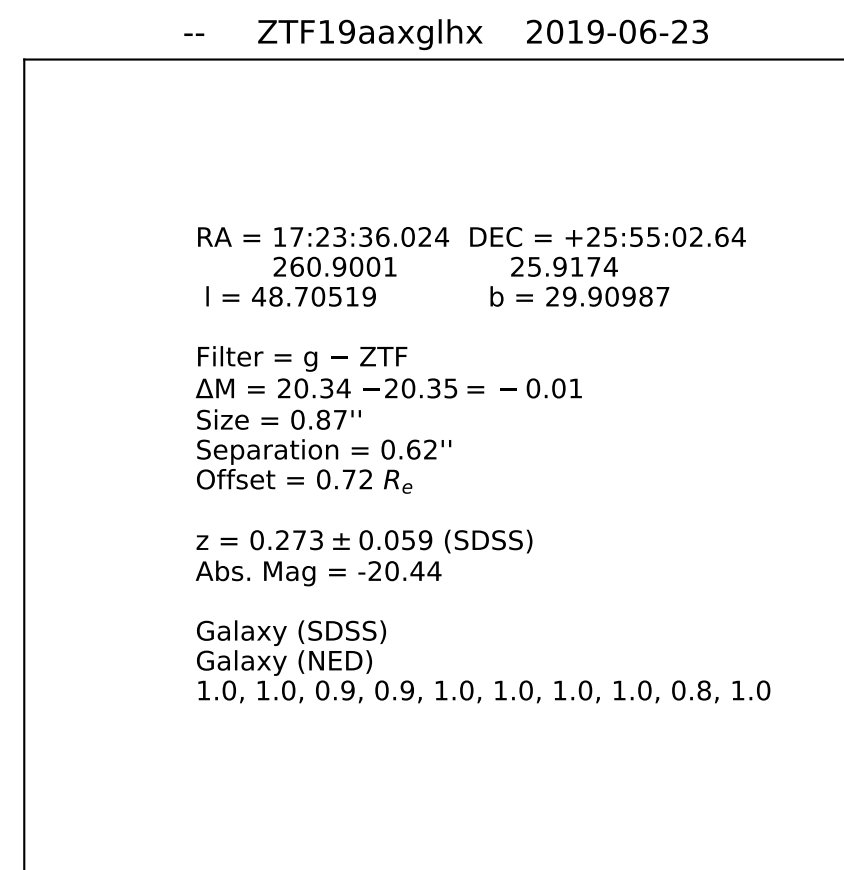 -- ZTF19aaxglhx 2019-06-23
RA = 17:23:36.024 DEC = +25:55:02.64
260.9001 25.9174
l = 48.70519 b = 29.90987
Filter = g − ZTF
ΔM = 20.34 −20.35 = −0.01
Size = 0.87''
Separation = 0.62''
Offset = 0.72 Rₑ
z = 0.273 ± 0.059 (SDSS)
Abs. Mag = -20.44
Galaxy (SDSS)
Galaxy (NED)
1.0, 1.0, 0.9, 0.9, 1.0, 1.0, 1.0, 1.0, 0.8, 1.0